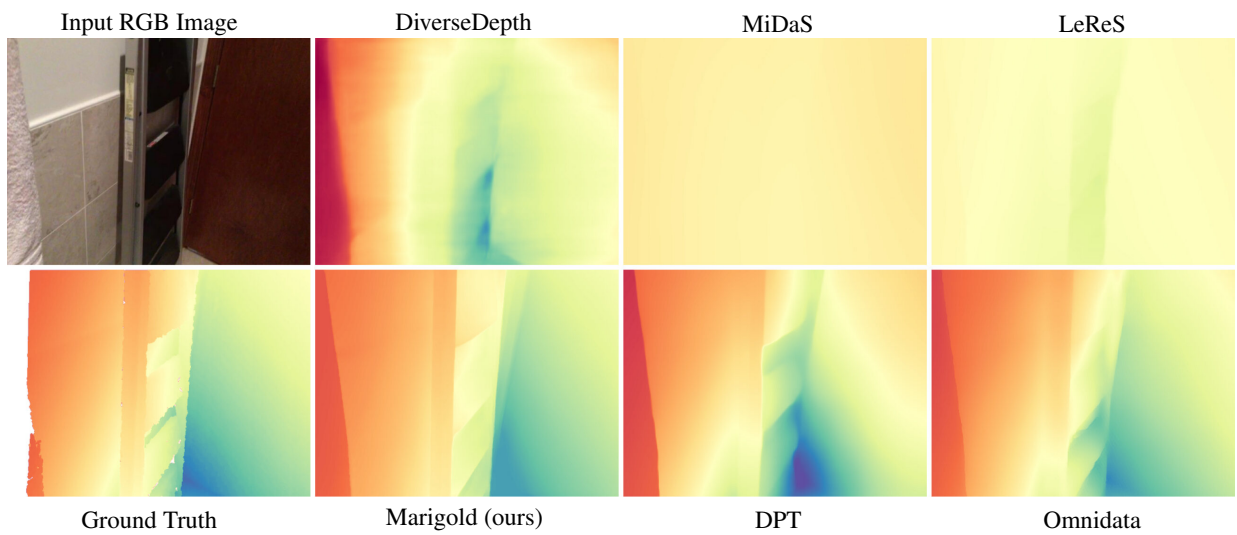 Input RGB Image
DiverseDepth
MiDaS
LeReS
Ground Truth
Marigold (ours)
DPT
Omnidata